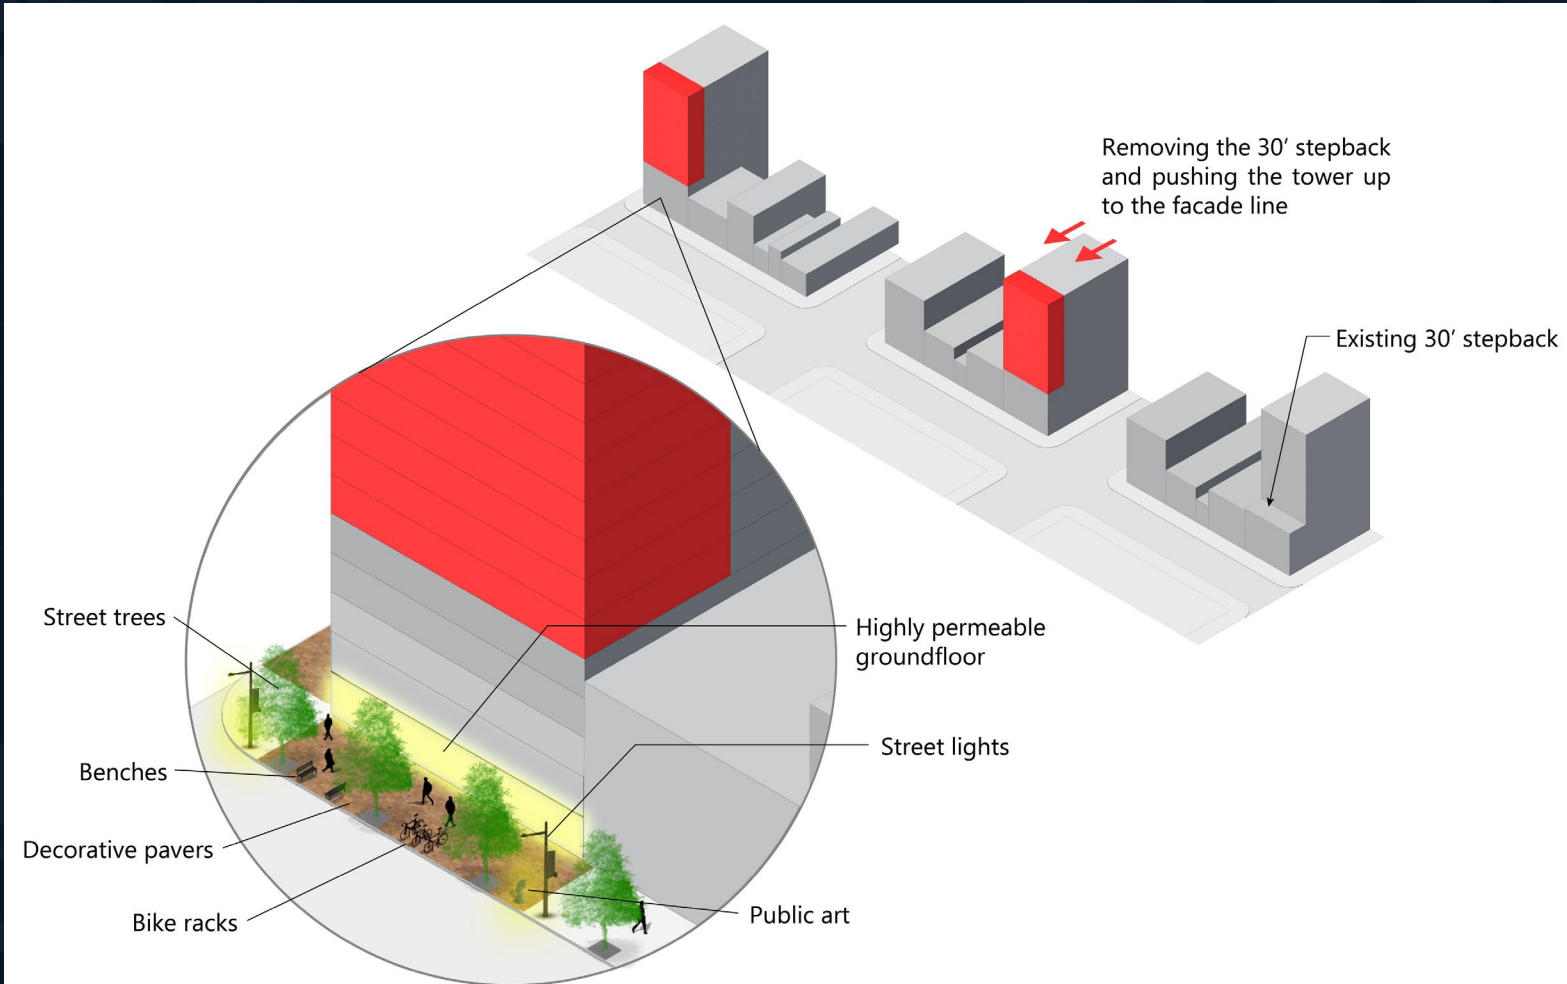 Removing the 30’ stepback
and pushing the tower up
to the facade line
Existing 30’ stepback
Street trees
Highly permeable
groundfloor
Street lights
Benches
Decorative pavers
Bike racks
Public art